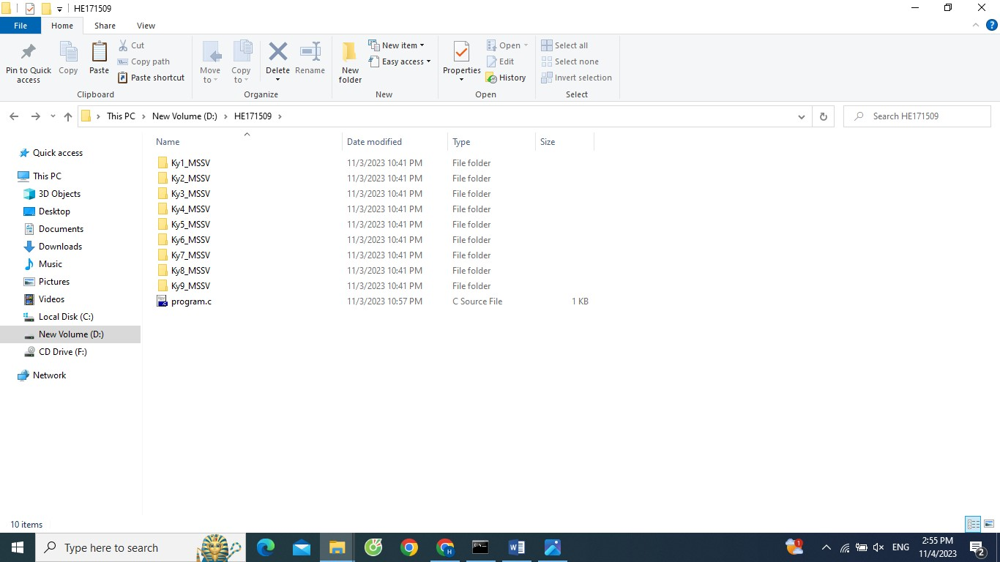 HE171509
File Home Share View
Pin to Quick access
Copy
Paste
Cut
Copy path
Paste shortcut
Clipboard
Move to
Copy to
Delete
Rename
Organize
New folder
New item
Easy access
New
Properties
Open
Edit
History
Open
Select all
Select none
Invert selection
Select
This PC New Volume (D:) HE171509
Search HE171509
Quick access
This PC
3D Objects
Desktop
Documents
Downloads
Music
Pictures
Videos
Local Disk (C:)
New Volume (D:)
CD Drive (F:)
Network
Name Date modified Type Size
Ky1_MSSV 11/3/2023 10:41 PM File folder
Ky2_MSSV 11/3/2023 10:41 PM File folder
Ky3_MSSV 11/3/2023 10:41 PM File folder
Ky4_MSSV 11/3/2023 10:41 PM File folder
Ky5_MSSV 11/3/2023 10:41 PM File folder
Ky6_MSSV 11/3/2023 10:41 PM File folder
Ky7_MSSV 11/3/2023 10:41 PM File folder
Ky8_MSSV 11/3/2023 10:41 PM File folder
Ky9_MSSV 11/3/2023 10:41 PM File folder
program.c 11/3/2023 10:57 PM C Source File 1 KB
10 items
Type here to search
H
1
ENG
2:55 PM
11/4/2023
2